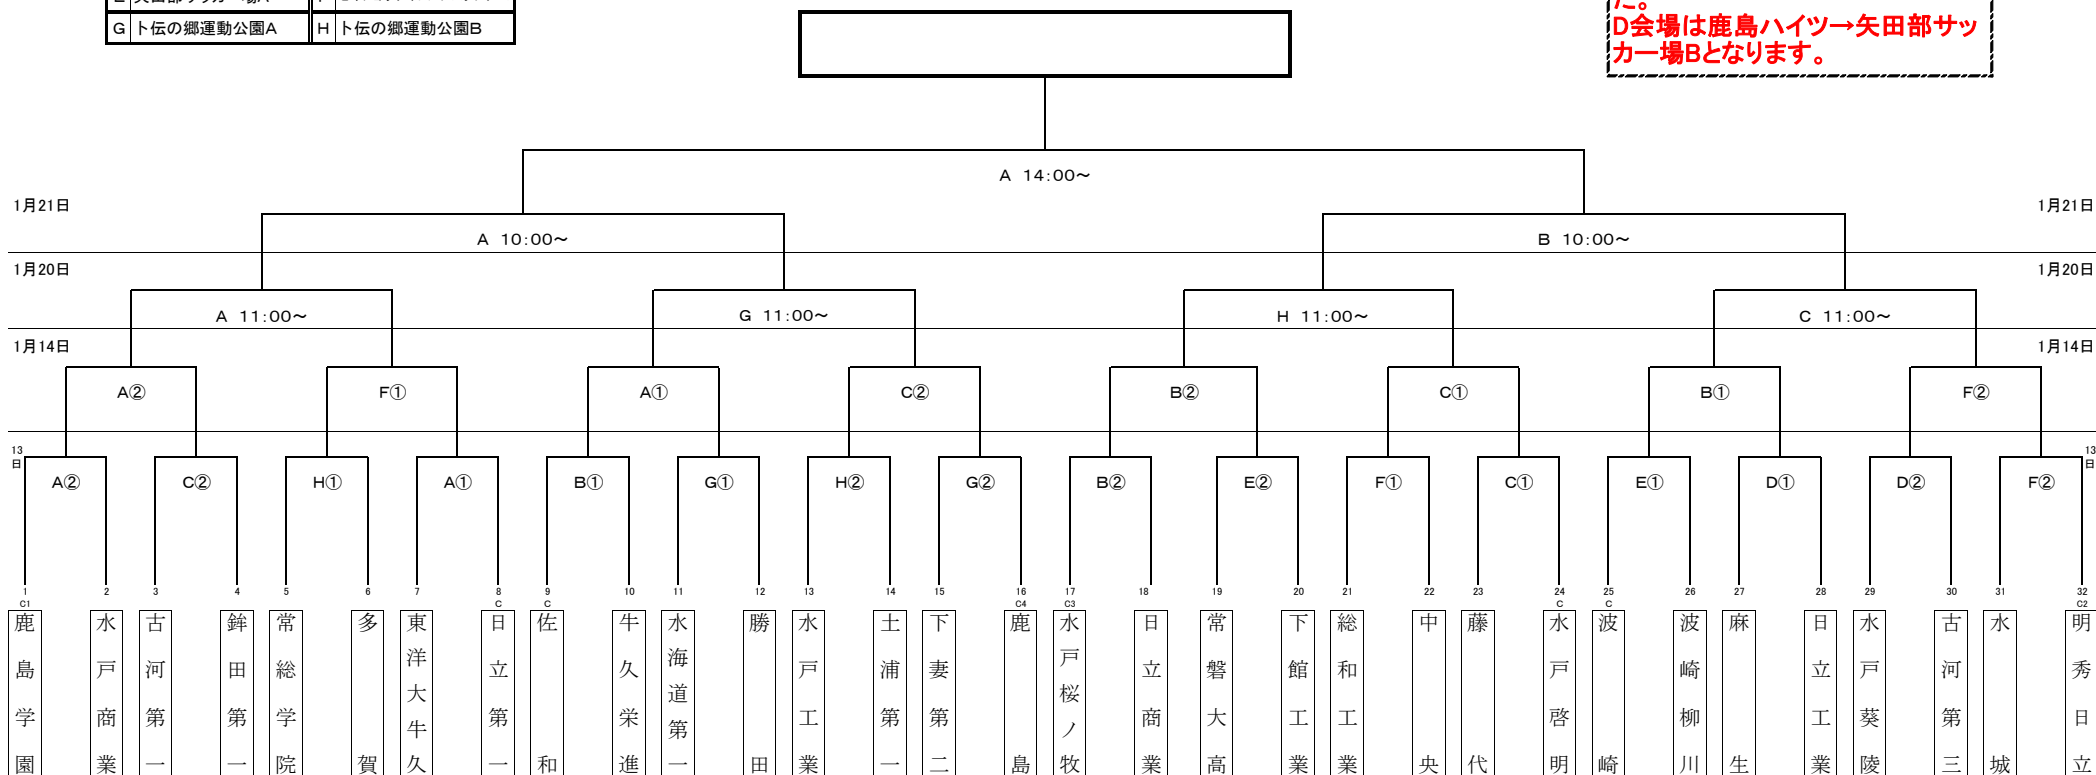 G 卜伝の郷運動公園A H 卜伝の郷運動公園B
た。
D会場は鹿島ハイツ→矢田部サッ
カー場Bとなります。
A 14:00～
1月21日 1月21日
A 10:00～ B 10:00～
1月20日 1月20日
A 11:00～ G 11:00～ H 11:00～ C 11:00～
1月14日 1月14日
A② F① A① C② B② C① B① F②
13日 13日
A② C② H① A① B① G① H② G② B② E② F① C① E① D① D② F②
1 2 3 4 5 6 7 8 9 10 11 12 13 14 15 16 17 18 19 20 21 22 23 24 25 26 27 28 29 30 31 32
C1 C C C4 C3 C C C2
鹿島学園
水戸商業
古河第一
鉾田第一
常総学院
多賀
東洋大牛久
日立第一
佐和
牛久栄進
水海道第一
勝田
水戸工業
土浦第一
下妻第二
鹿島
水戸桜ノ牧
日立商業
常磐大高
下館工業
総和工業
中央
藤代
水戸啓明
波崎
波崎柳川
麻生
日立工業
水戸葵陵
古河第三
水城
明秀日立